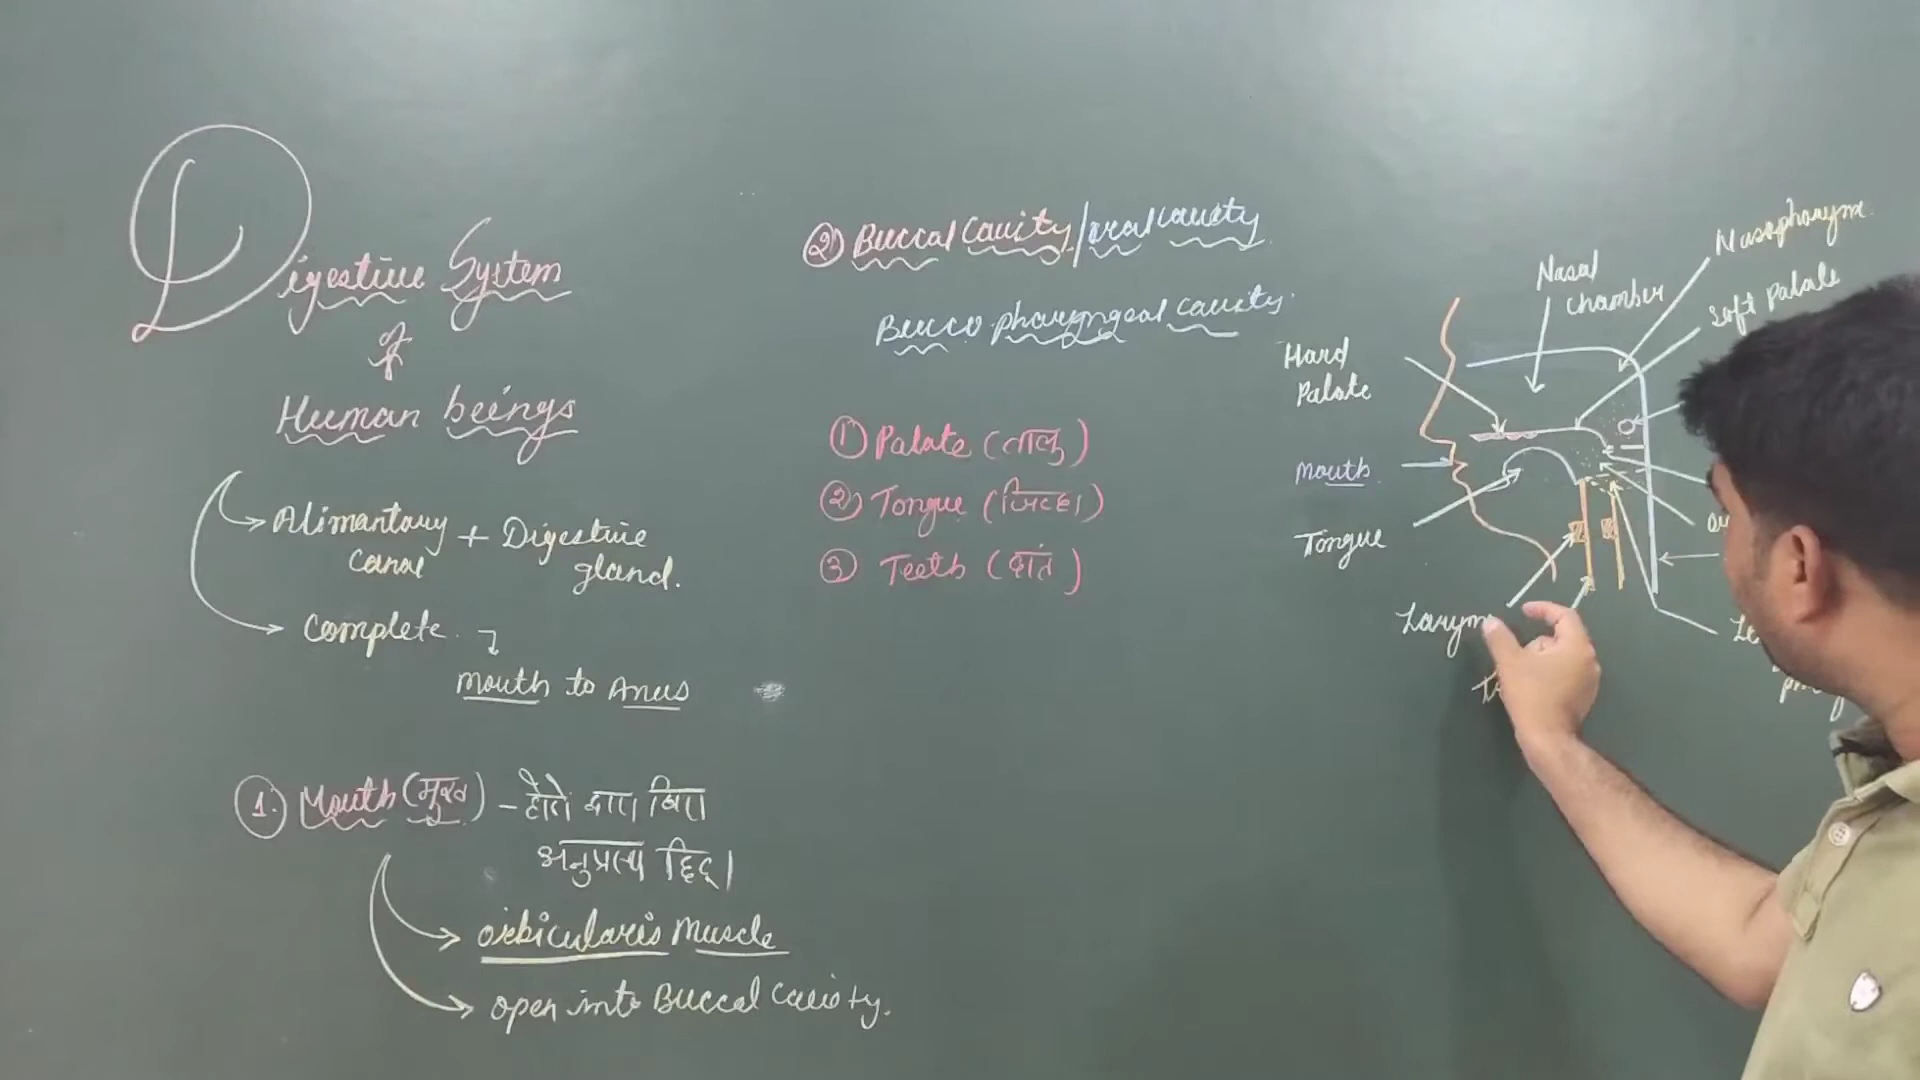 Digestive System
of
Human beings
Alimantary canal + Digestive gland.
Complete
Mouth to Anus
1. Mouth (मुख) - होठो द्वारा घिरा
अनुप्रस्थ छिद्र।
orbicularis Muscle
open into Buccal Cavity.
② Buccal Cavity/oral cavity
Bucco pharyngeal cavity.
① Palate (तालु)
② Tongue (जिव्हा)
③ Teeth (दांत)
Nasopharynx
Nasal
chamber
Soft Palate
Hard
Palate
Mouth
Tongue